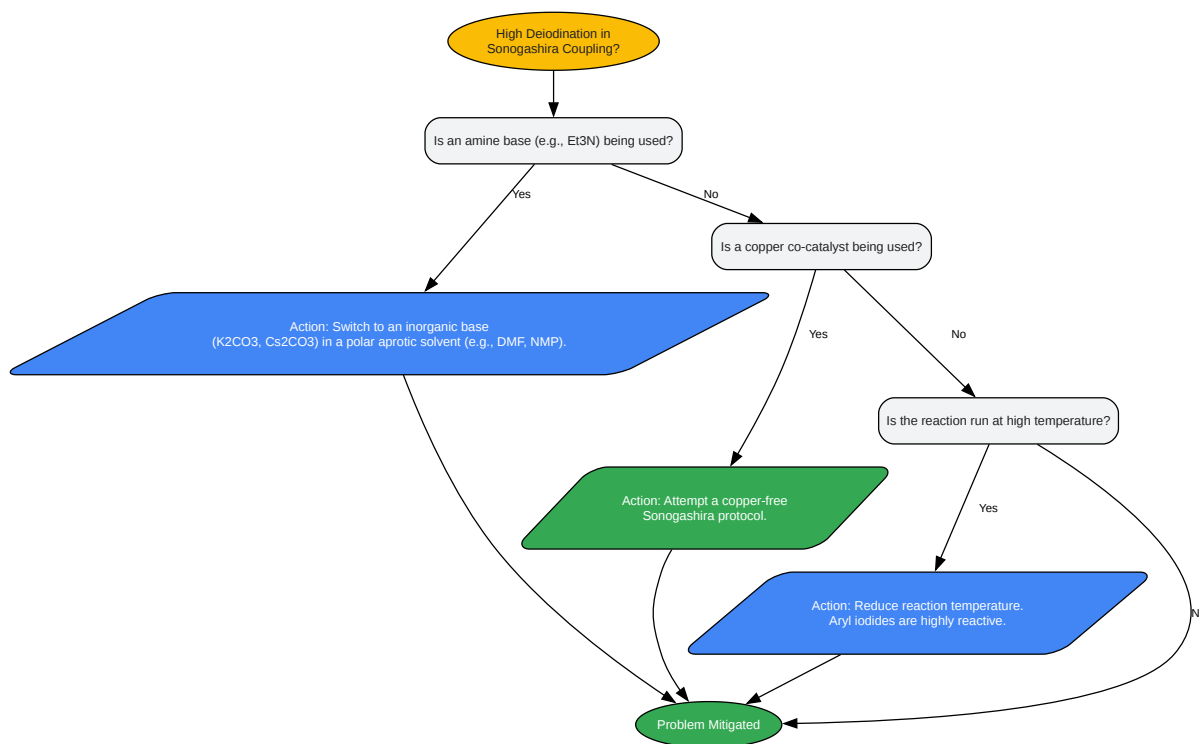 High Deiodination in
Sonogashira Coupling?
Is an amine base (e.g., Et3N) being used?
Yes
No
Is a copper co-catalyst being used?
Action: Switch to an inorganic base
(K2CO3, Cs2CO3) in a polar aprotic solvent (e.g., DMF, NMP).
Yes
No
Is the reaction run at high temperature?
Action: Attempt a copper-free
Sonogashira protocol.
Yes
Action: Reduce reaction temperature.
Aryl iodides are highly reactive.
N
Problem Mitigated